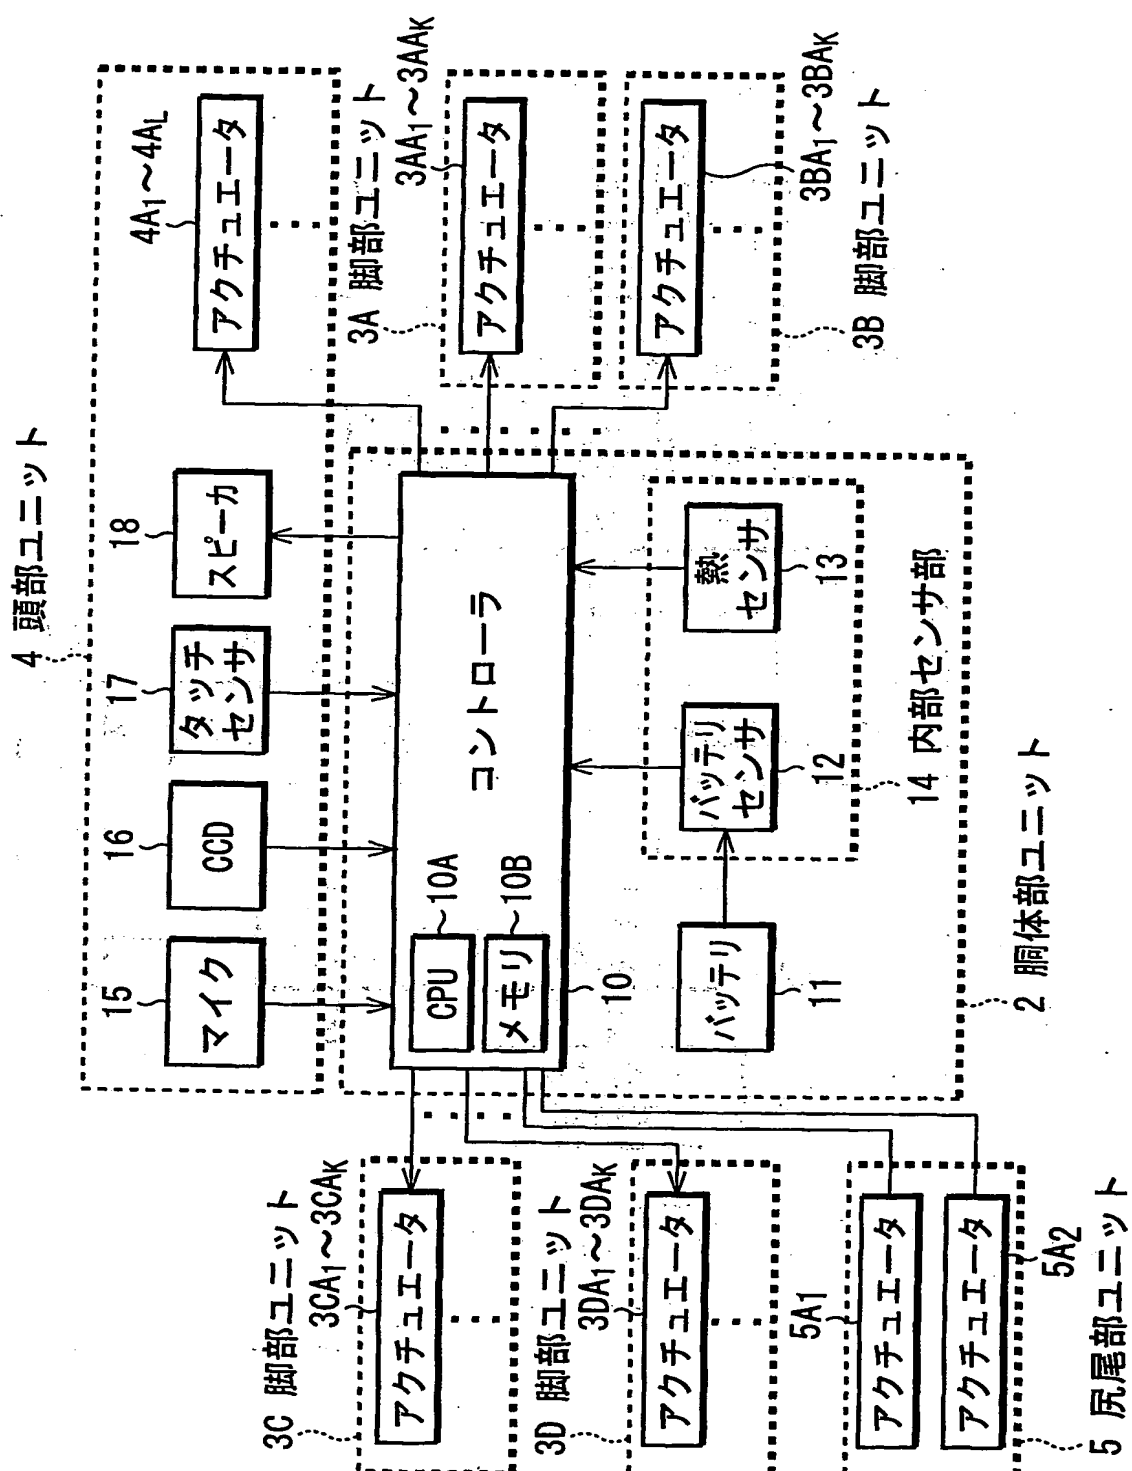 4 頭部ユニット
15
マイク
16
CCD
17
タッチ
センサ
18
スピーカ
4A1～4AL
アクチュエータ
3C 脚部ユニット
3CA1～3CAK
アクチュエータ
3D 脚部ユニット
3DA1～3DAK
アクチュエータ
5A1
アクチュエータ
アクチュエータ
5A2
5 尻尾部ユニット
CPU
10A
メモリ
10B
コントローラ
10
バッテリ
11
バッテリ
センサ
12
熱
センサ
13
14 内部センサ部
2 胴体部ユニット
3A 脚部ユニット
3AA1～3AAK
アクチュエータ
アクチュエータ
3BA1～3BAK
3B 脚部ユニット